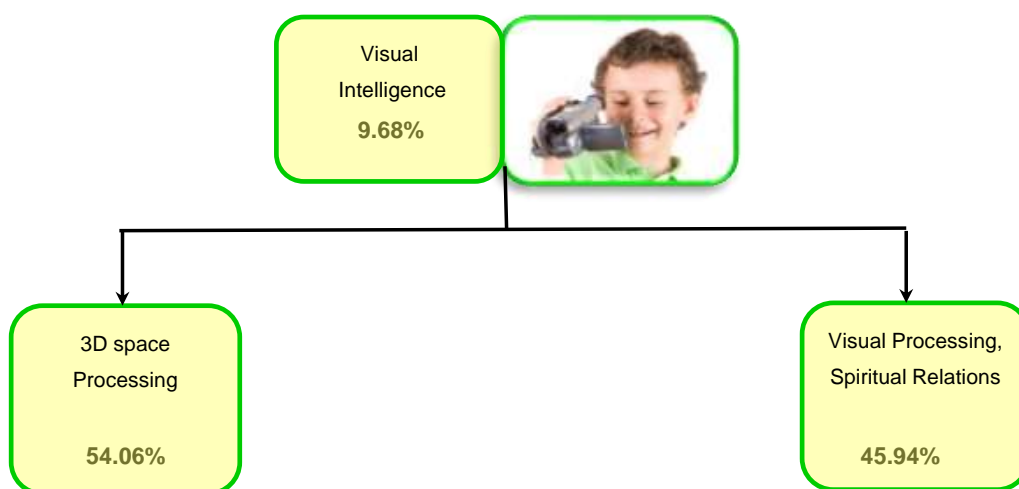 Visual
Intelligence
9.68%
3D space
Processing
54.06%
Visual Processing,
Spiritual Relations
45.94%